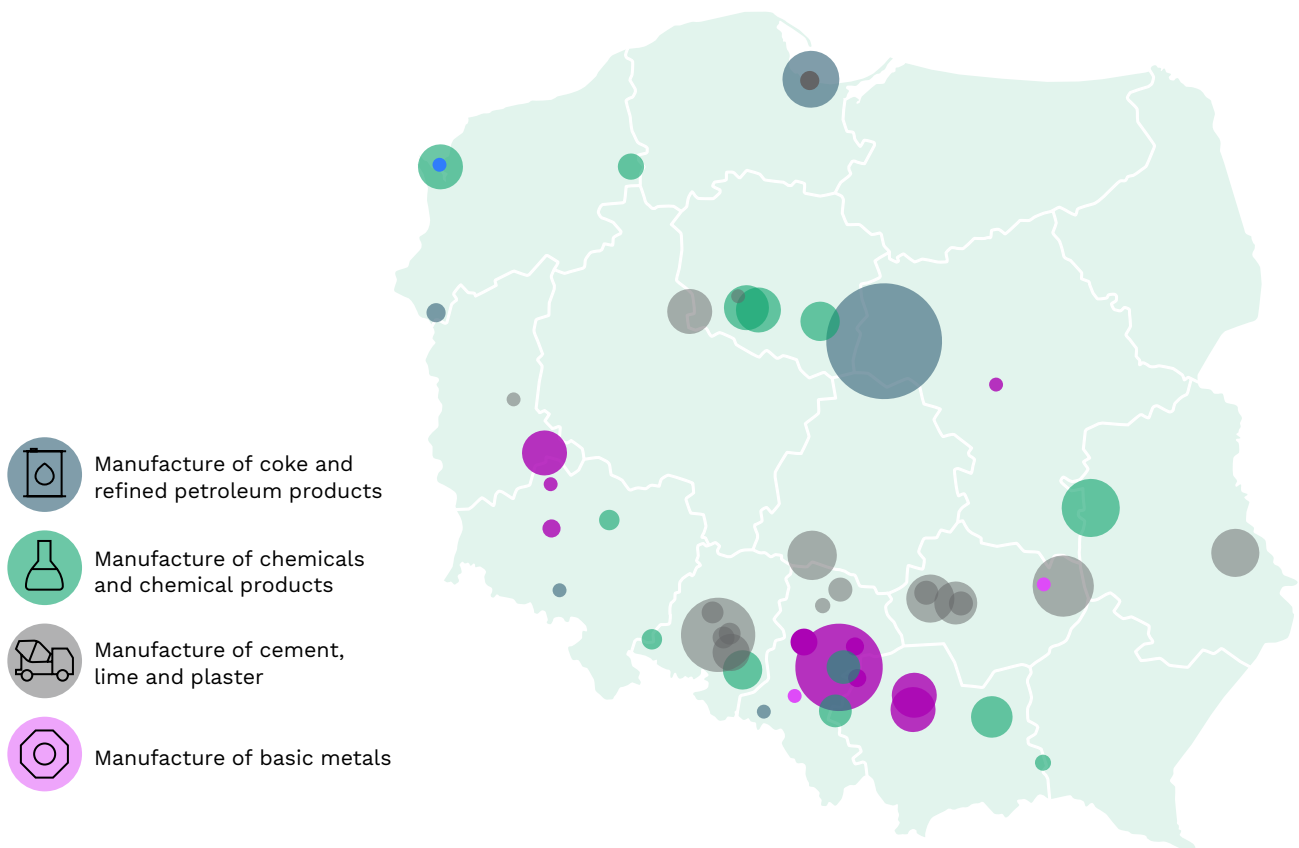 Manufacture of coke and
refined petroleum products
Manufacture of chemicals
and chemical products
Manufacture of cement,
lime and plaster
Manufacture of basic metals